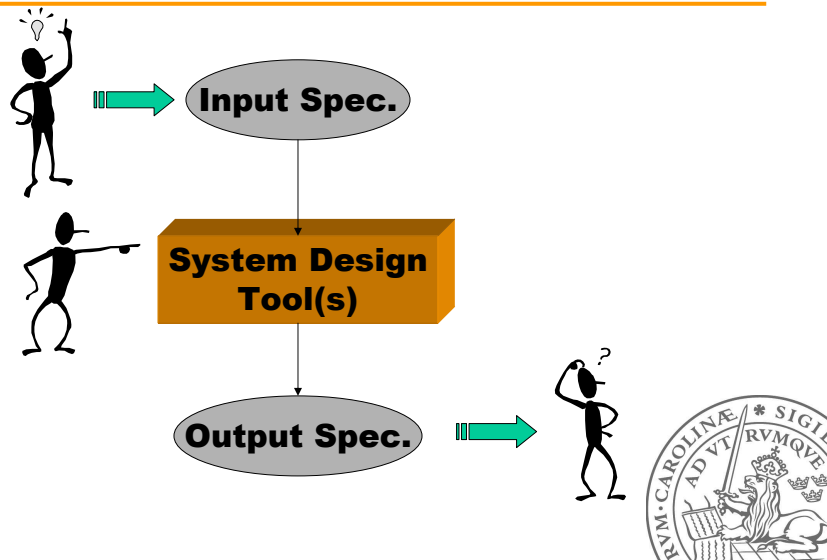 Input Spec.
System Design
Tool(s)
?
Output Spec.
CAROLINÆ * SIGI
AD VT RVMQVE
RVM·